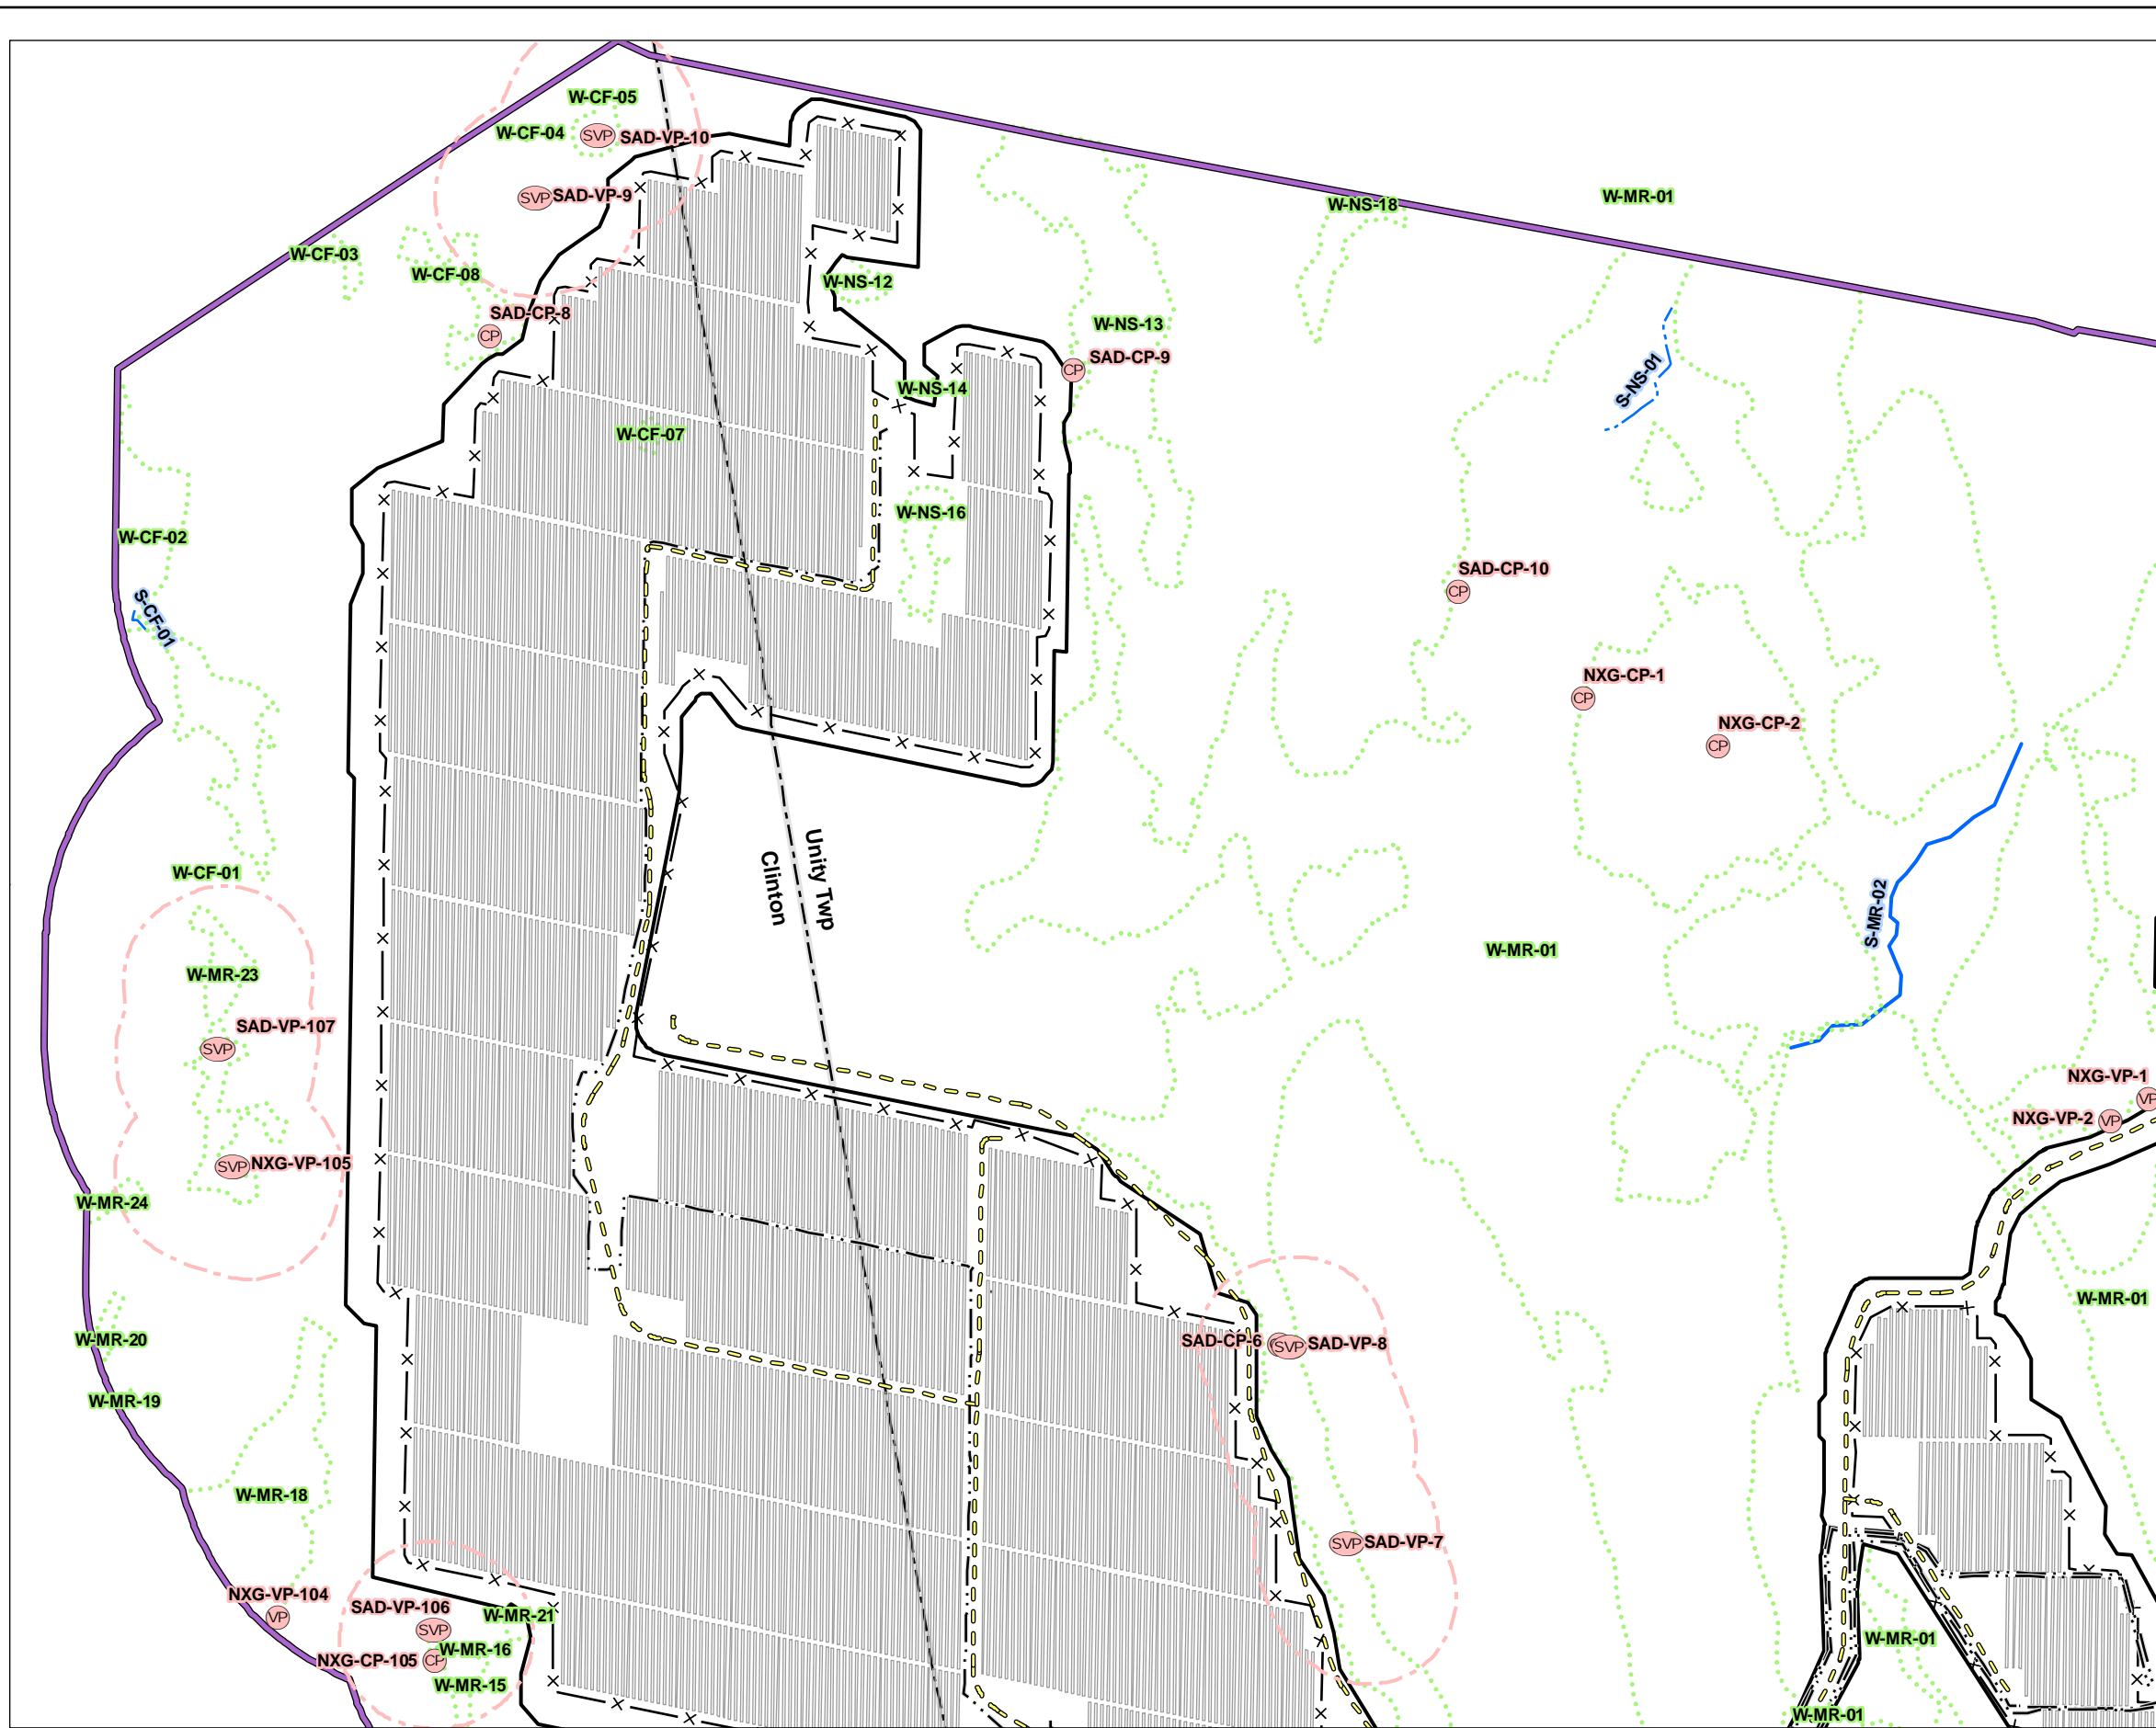 W-CF-05
W-CF-04
SVP
SAD-VP-10
SVP
SAD-VP-9
W-MR-01
W-NS-18
W-CF-03
W-CF-08
W-NS-12
SAD-CP-8
CP
W-NS-13
SAD-CP-9
CP
S-NS-01
W-NS-14
W-CF-07
W-NS-16
W-CF-02
SAD-CP-10
CP
S-CF-01
NXG-CP-1
CP
NXG-CP-2
CP
Unity Twp
Clinton
W-CF-01
S-MR-02
W-MR-01
W-MR-23
SAD-VP-107
SVP
NXG-VP-1
VP
NXG-VP-2
VP
SVP
NXG-VP-105
W-MR-24
W-MR-01
W-MR-20
SAD-CP-6
SVP
SAD-VP-8
W-MR-19
W-MR-18
SVP
SAD-VP-7
NXG-VP-104
VP
SAD-VP-106
SVP
W-MR-21
W-MR-16
NXG-CP-105
CP
W-MR-15
W-MR-01
W-MR-01